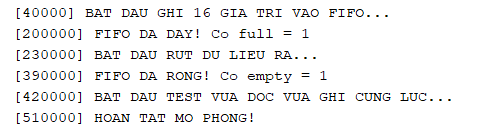 [40000] BAT DAU GHI 16 GIA TRI VAO FIFO...
[200000] FIFO DA DAY! Co full = 1
[230000] BAT DAU RUT DU LIEU RA...
[390000] FIFO DA RONG! Co empty = 1
[420000] BAT DAU TEST VUA DOC VUA GHI CUNG LUC...
[510000] HOAN TAT MO PHONG!